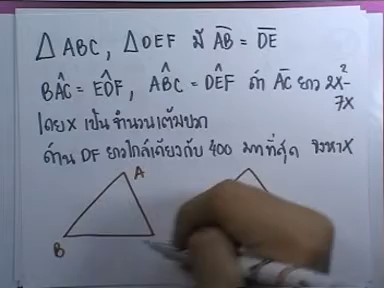 △ABC, △DEF มี AB̅ = DE̅
BÂC = ED̂F, AB̂C = DÊF ถ้า AC̅ ยาว 2x²-
7x
โดย x เป็น จำนวนเต็มบวก
ด้าน DF ยาวใกล้เคียงกับ 400 มากที่สุด จงหา x
A
B